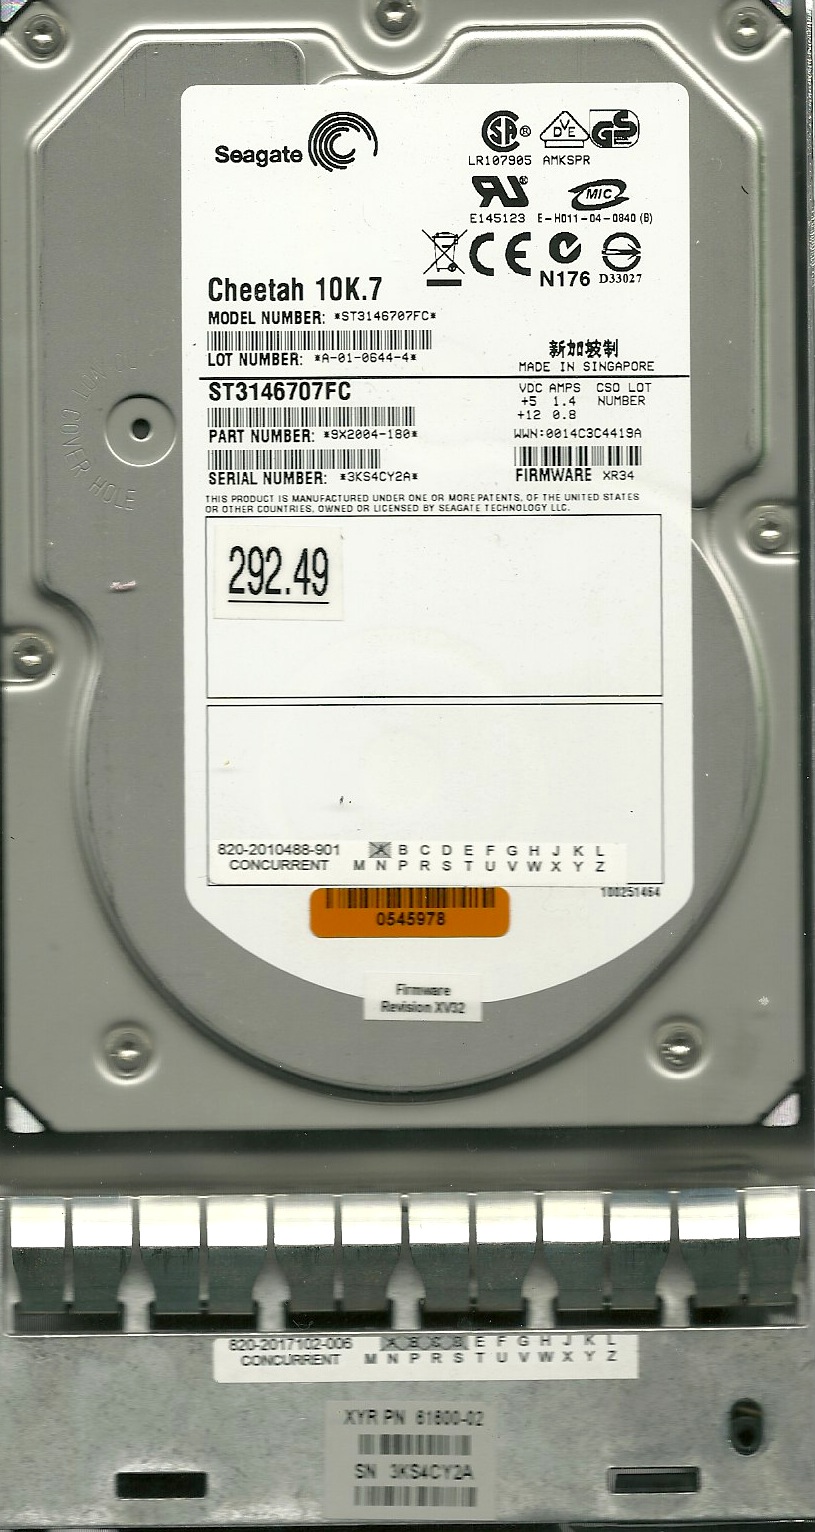 Seagate
LR107905 AMKSPR
E145123 E-H011-04-0840 (B)
N176 D33027
Cheetah 10K.7
MODEL NUMBER: *ST3146707FC*
LOT NUMBER: *A-01-0644-4*
新加坡制
MADE IN SINGAPORE
ST3146707FC
VDC AMPS CSO LOT
+5 1.4 NUMBER
+12 0.8
PART NUMBER: *9X2004-180*
WWN:0014C3C4419A
SERIAL NUMBER: *3KS4CY2A*
FIRMWARE XR34
THIS PRODUCT IS MANUFACTURED UNDER ONE OR MORE PATENTS, OF THE UNITED STATES
OR OTHER COUNTRIES, OWNED OR LICENSED BY SEAGATE TECHNOLOGY LLC.
292.49
820-2010488-901 A B C D E F G H J K L
CONCURRENT M N P R S T U V W X Y Z
100251464
0545978
Firmware
Revision XV32
820-2017102-006 A B C D E F G H J K L
CONCURRENT M N P R S T U V W X Y Z
XYR PN 61800-02
SN 3KS4CY2A